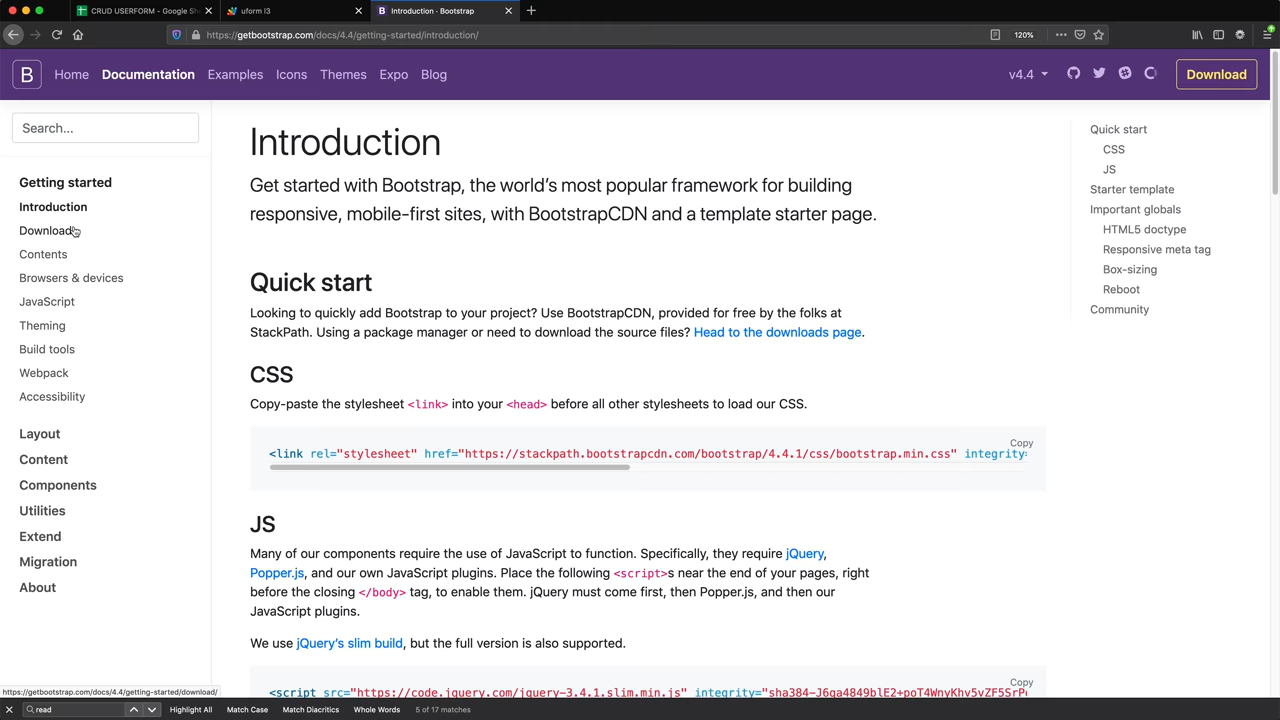 CRUD USERFORM - Google She
uform l3
Introduction · Bootstrap
https://getbootstrap.com/docs/4.4/getting-started/introduction/
120%
B
Home
Documentation
Examples
Icons
Themes
Expo
Blog
v4.4
Download
Search...
Getting started
Introduction
Download
Contents
Browsers & devices
JavaScript
Theming
Build tools
Webpack
Accessibility
Layout
Content
Components
Utilities
Extend
Migration
About
Introduction
Get started with Bootstrap, the world’s most popular framework for building
responsive, mobile-first sites, with BootstrapCDN and a template starter page.
Quick start
Looking to quickly add Bootstrap to your project? Use BootstrapCDN, provided for free by the folks at
StackPath. Using a package manager or need to download the source files? Head to the downloads page.
CSS
Copy-paste the stylesheet <link> into your <head> before all other stylesheets to load our CSS.
Copy
<link rel="stylesheet" href="https://stackpath.bootstrapcdn.com/bootstrap/4.4.1/css/bootstrap.min.css" integrity=
JS
Many of our components require the use of JavaScript to function. Specifically, they require jQuery,
Popper.js, and our own JavaScript plugins. Place the following <script>s near the end of your pages, right
before the closing </body> tag, to enable them. jQuery must come first, then Popper.js, and then our
JavaScript plugins.
We use jQuery’s slim build, but the full version is also supported.
Copy
<script src="https://code.jquery.com/jquery-3.4.1.slim.min.js" integrity="sha384-J6qa4849blE2+poT4WnyKhv5vZF5SrPo
Quick start
CSS
JS
Starter template
Important globals
HTML5 doctype
Responsive meta tag
Box-sizing
Reboot
Community
https://getbootstrap.com/docs/4.4/getting-started/download/
read
Highlight All
Match Case
Match Diacritics
Whole Words
5 of 17 matches